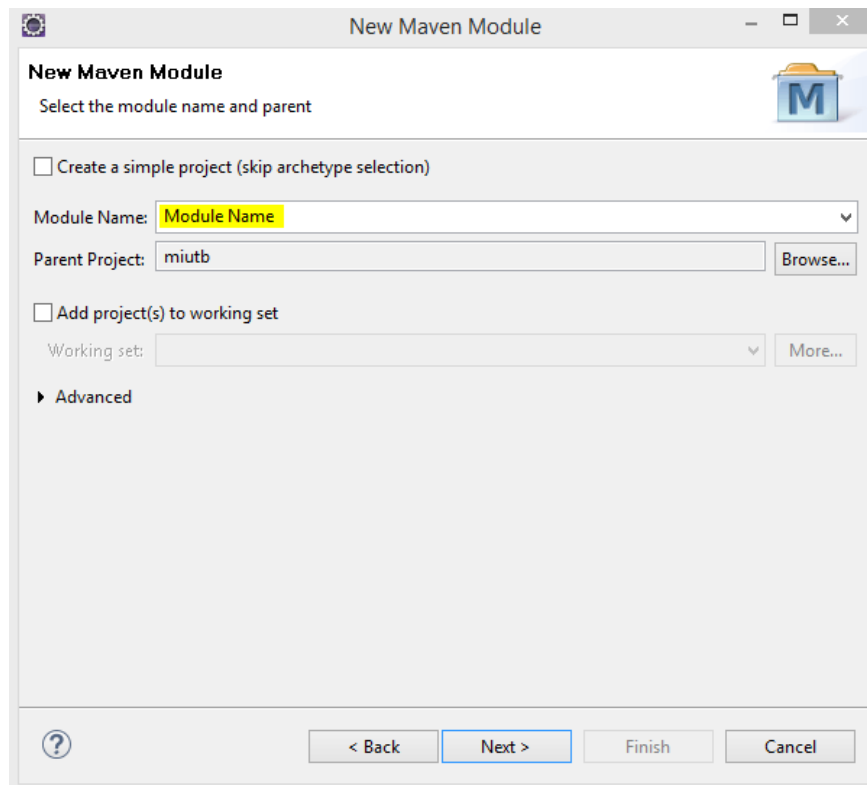 New Maven Module
New Maven Module
Select the module name and parent
M
Create a simple project (skip archetype selection)
Module Name: Module Name
Parent Project: miutb Browse...
Add project(s) to working set
Working set: More...
Advanced
? < Back Next > Finish Cancel